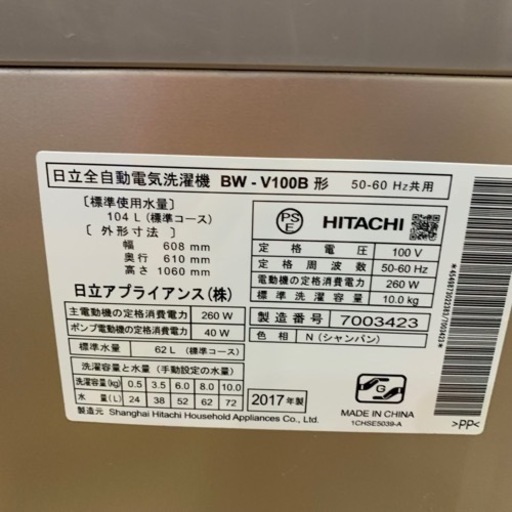 日立全自動電気洗濯機 BW-V100B 形 50-60 Hz共用
〔標準使用水量〕
104 L (標準コース)
〔外形寸法〕
幅 608 mm
奥行 610 mm
高さ 1060 mm
日立アプライアンス(株)
PS E HITACHI
定格電圧 100 V
定格周波数 50-60 Hz
電動機の定格消費電力 260 W
標準洗濯容量 10.0 kg
主電動機の定格消費電力 260 W
ポンプ電動機の定格消費電力 40 W
製造番号 7003423
色相 N (シャンパン)
標準水量 62 L (標準コース)
洗濯容量と水量 (手動設定の水量)
洗濯容量(kg) 0.5 3.5 6.0 8.0 10.0
水量(L) 24 38 52 62 72
2017年製
製造元 Shanghai Hitachi Household Appliances Co., Ltd.
G
MADE IN CHINA
1CHSE5039-A
>PP<